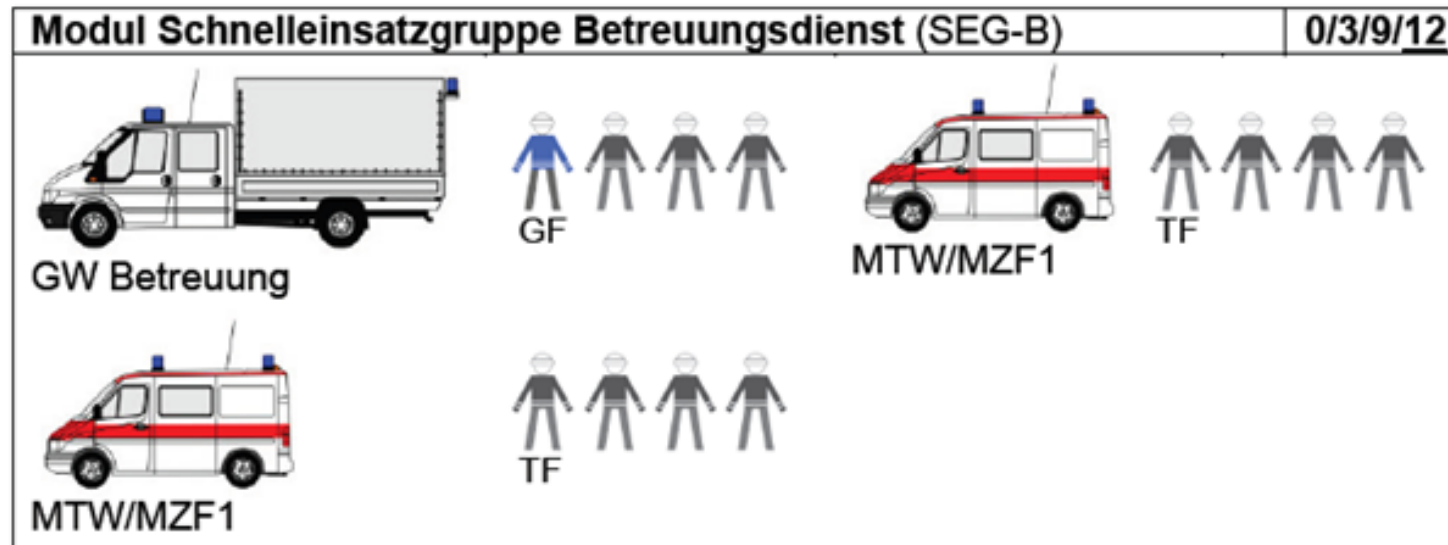 Modul Schnelleinsatzgruppe Betreuungsdienst (SEG-B) 0/3/9/12
GF
TF
GW Betreuung
MTW/MZF1
TF
MTW/MZF1